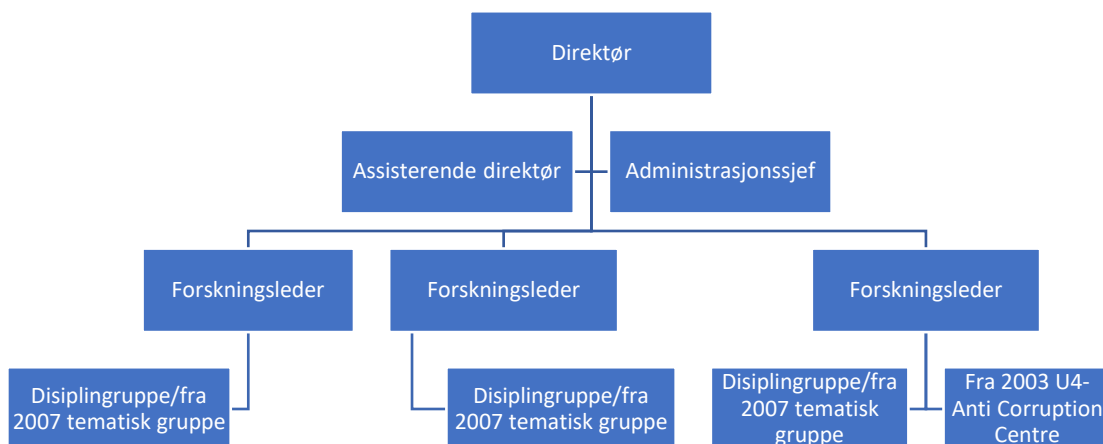 Direktør
Assisterende direktør
Administrasjonssjef
Forskningsleder
Forskningsleder
Forskningsleder
Disiplingruppe/fra
2007 tematisk gruppe
Disiplingruppe/fra
2007 tematisk gruppe
Disiplingruppe/fra
2007 tematisk
gruppe
Fra 2003 U4-
Anti Corruption
Centre